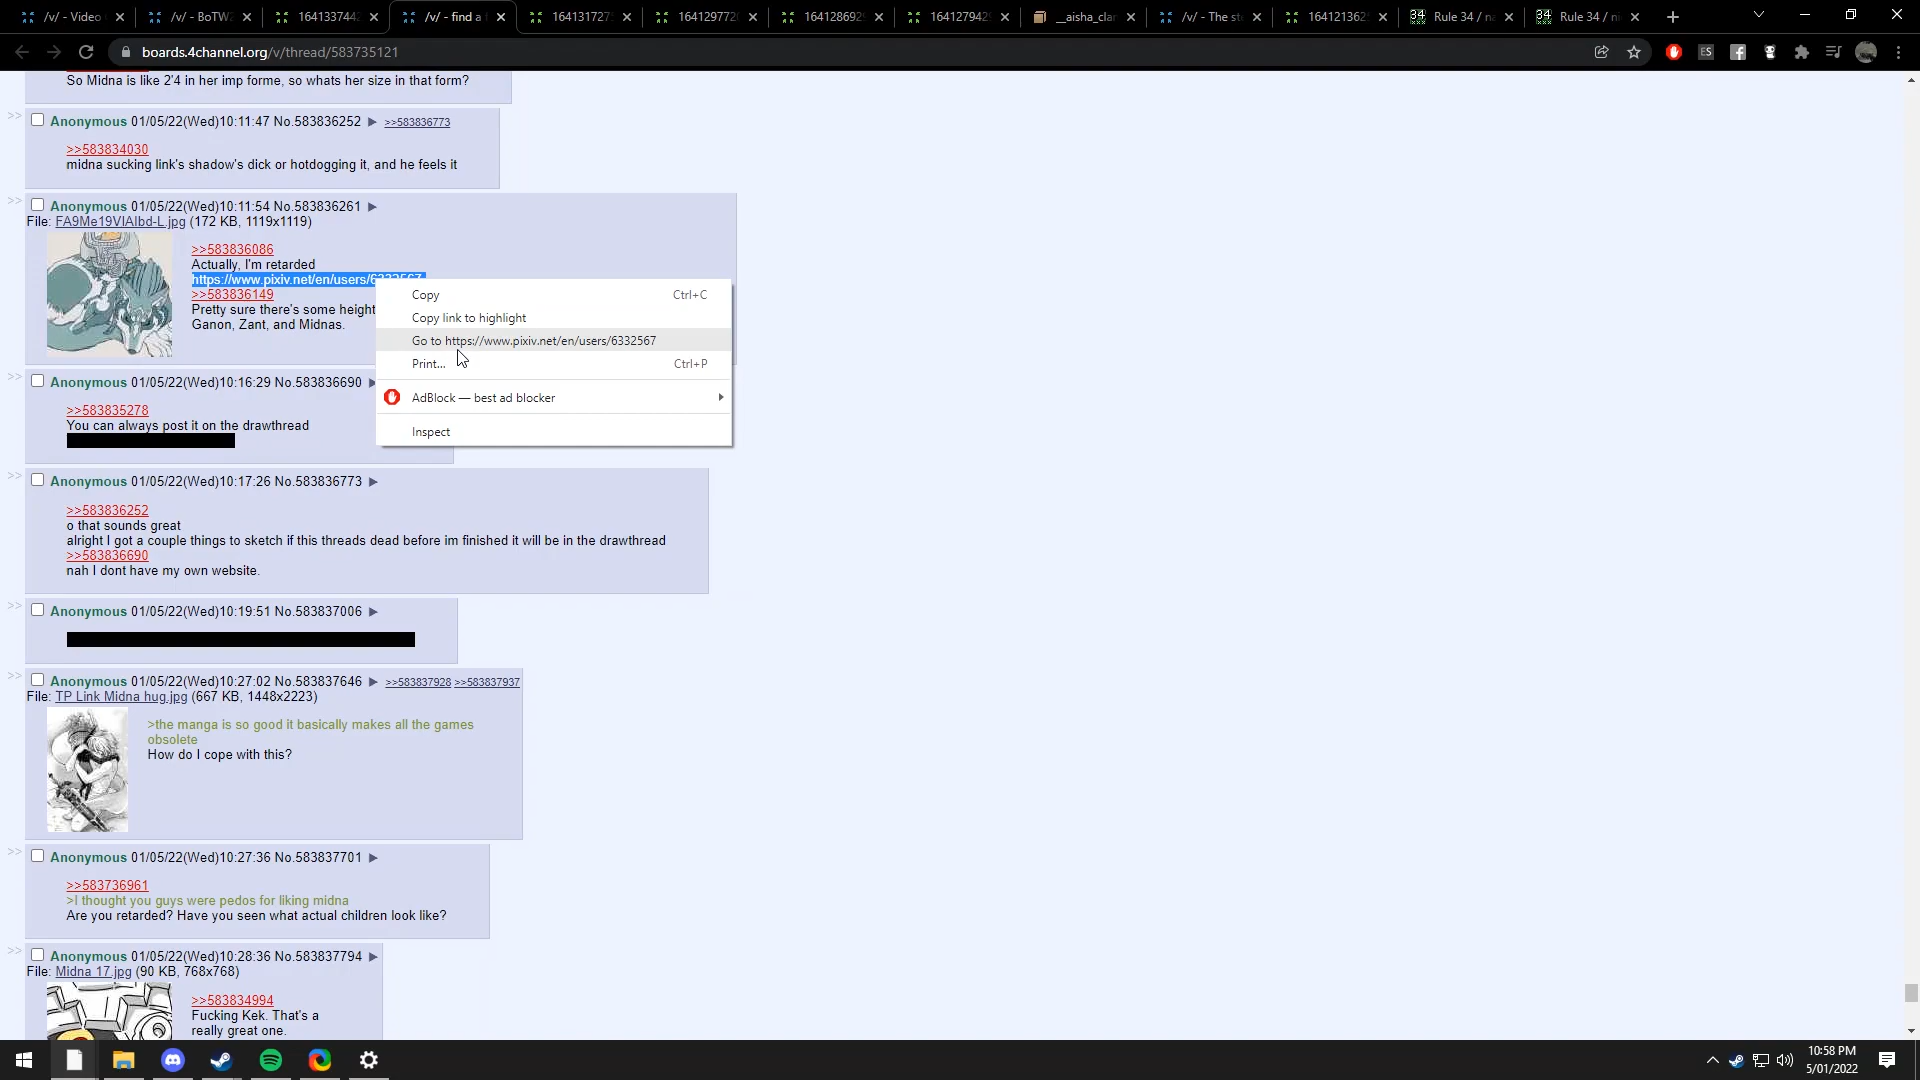 /v/ - Video
/v/ - BoTW
1641337442
/v/ - find a
164131727
164129772
164128692
164127942
__aisha_clar
/v/ - The st
164121362
Rule 34 / na
Rule 34 / ni
boards.4channel.org/v/thread/583735121
So Midna is like 2'4 in her imp forme, so whats her size in that form?
>> Anonymous 01/05/22(Wed)10:11:47 No.583836252 ▶ >>583836773
>>583834030
midna sucking link's shadow's dick or hotdogging it, and he feels it
>> Anonymous 01/05/22(Wed)10:11:54 No.583836261 ▶
File: FA9Me19VIAIbd-L.jpg (172 KB, 1119x1119)
>>583836086
Actually, I'm retarded
https://www.pixiv.net/en/users/6332567
>>583836149
Pretty sure there's some height
Ganon, Zant, and Midnas.
Copy Ctrl+C
Copy link to highlight
Go to https://www.pixiv.net/en/users/6332567
Print... Ctrl+P
AdBlock — best ad blocker
Inspect
>> Anonymous 01/05/22(Wed)10:16:29 No.583836690
>>583835278
You can always post it on the drawthread
>> Anonymous 01/05/22(Wed)10:17:26 No.583836773 ▶
>>583836252
o that sounds great
alright I got a couple things to sketch if this threads dead before im finished it will be in the drawthread
>>583836690
nah I dont have my own website.
>> Anonymous 01/05/22(Wed)10:19:51 No.583837006 ▶
>> Anonymous 01/05/22(Wed)10:27:02 No.583837646 ▶ >>583837928 >>583837937
File: TP Link Midna hug.jpg (667 KB, 1448x2223)
>the manga is so good it basically makes all the games
obsolete
How do I cope with this?
>> Anonymous 01/05/22(Wed)10:27:36 No.583837701 ▶
>>583736961
>I thought you guys were pedos for liking midna
Are you retarded? Have you seen what actual children look like?
>> Anonymous 01/05/22(Wed)10:28:36 No.583837794 ▶
File: Midna 17.jpg (90 KB, 768x768)
>>583834994
Fucking Kek. That's a
really great one.
10:58 PM
5/01/2022